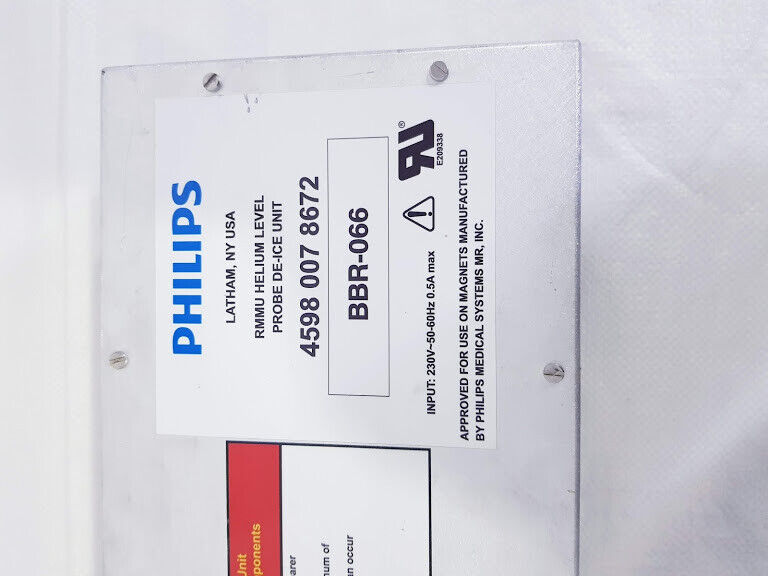 PHILIPS
LATHAM, NY USA
RMMU HELIUM LEVEL
PROBE DE-ICE UNIT
4598 007 8672
BBR-066
INPUT: 230V~50-60Hz 0.5A max
®
E209338
APPROVED FOR USE ON MAGNETS MANUFACTURED
BY PHILIPS MEDICAL SYSTEMS MR, INC.
Unit
ponents
arer
num of
an occur